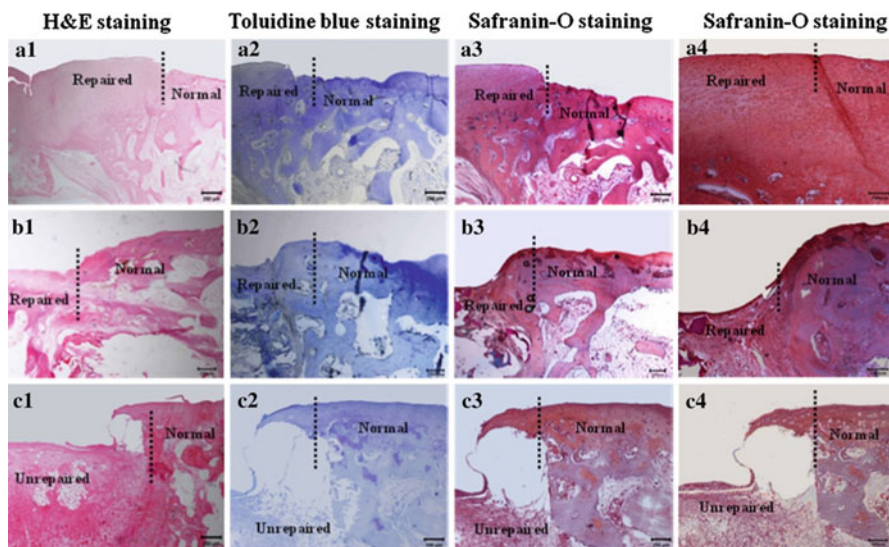 H&E staining Toluidine blue staining Safranin-O staining Safranin-O staining
a1 a2 a3 a4
Repaired Normal Repaired Normal Repaired Normal Repaired Normal
b1 b2 b3 b4
Repaired Normal Repaired Normal Repaired Normal Repaired Normal
c1 c2 c3 c4
Unrepaired Normal Unrepaired Normal Unrepaired Normal Unrepaired Normal